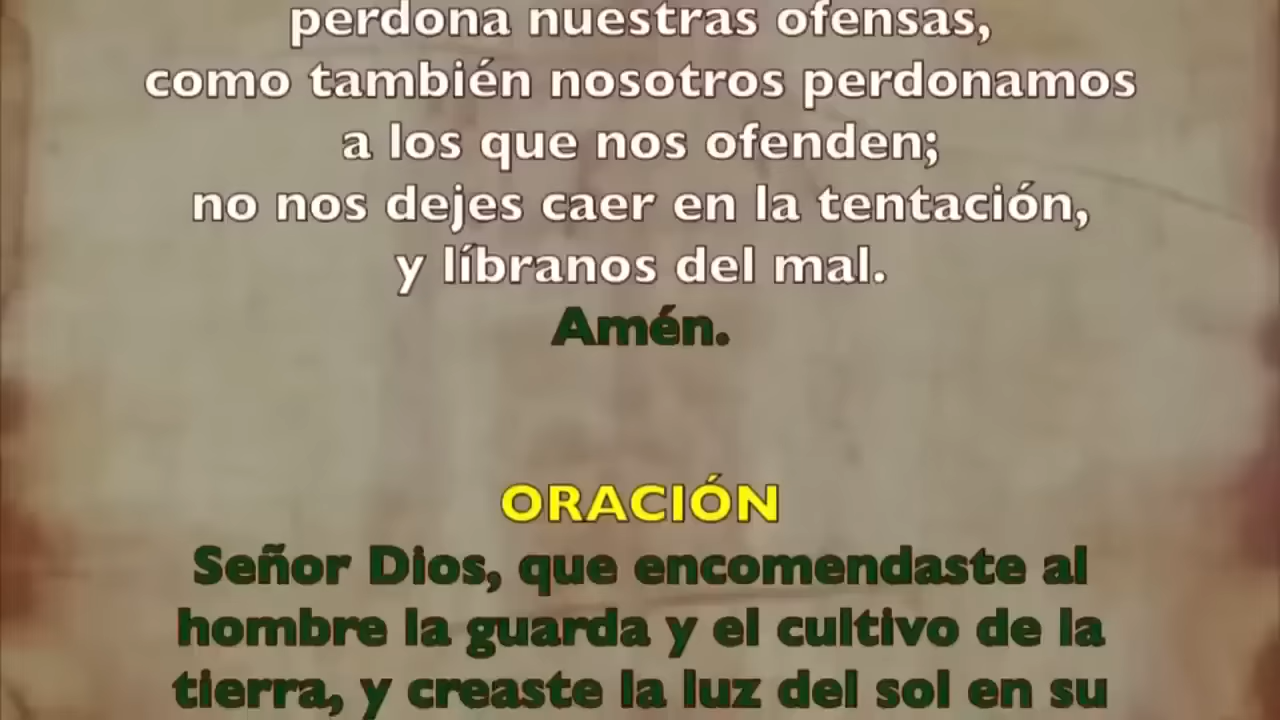 perdona nuestras ofensas,
como también nosotros perdonamos
a los que nos ofenden;
no nos dejes caer en la tentación,
y líbranos del mal.
Amén.
ORACIÓN
Señor Dios, que encomendaste al
hombre la guarda y el cultivo de la
tierra, y creaste la luz del sol en su